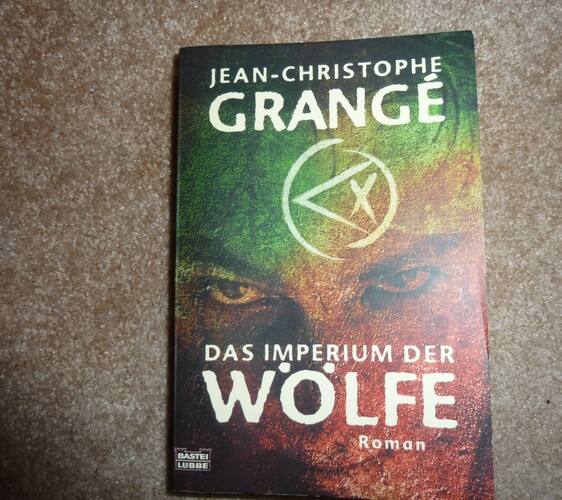 JEAN-CHRISTOPHE
GRANGÉ
DAS IMPERIUM DER
WÖLFE
Roman
BASTEI
LÜBBE